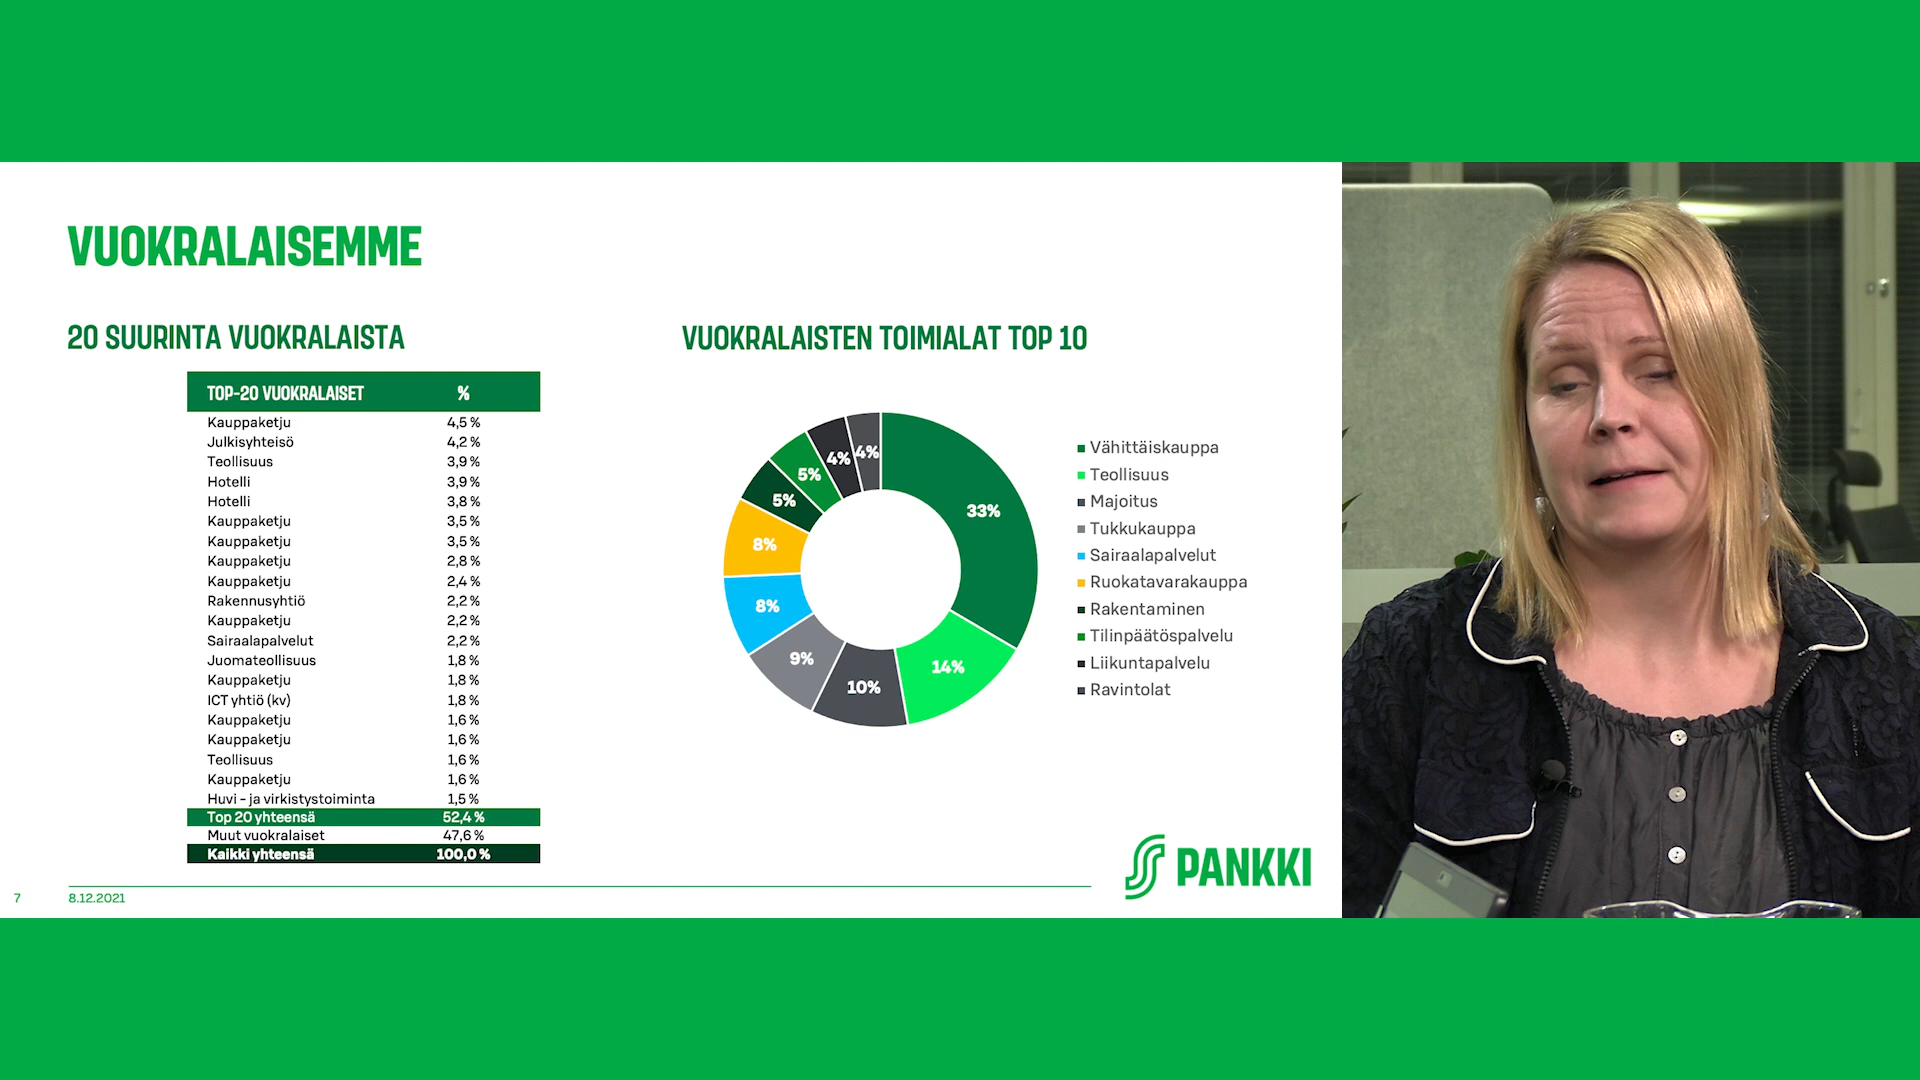 VUOKRALAISEMME
20 SUURINTA VUOKRALAISTA
TOP-20 VUOKRALAISET %
Kauppaketju 4,5 %
Julkisyhteisö 4,2 %
Teollisuus 3,9 %
Hotelli 3,9 %
Hotelli 3,8 %
Kauppaketju 3,5 %
Kauppaketju 3,5 %
Kauppaketju 2,8 %
Kauppaketju 2,4 %
Rakennusyhtiö 2,2 %
Kauppaketju 2,2 %
Sairaalapalvelut 2,2 %
Juomateollisuus 1,8 %
Kauppaketju 1,8 %
ICT yhtiö (kv) 1,8 %
Kauppaketju 1,6 %
Kauppaketju 1,6 %
Teollisuus 1,6 %
Kauppaketju 1,6 %
Huvi - ja virkistystoiminta 1,5 %
Top 20 yhteensä 52,4 %
Muut vuokralaiset 47,6 %
Kaikki yhteensä 100,0 %
VUOKRALAISTEN TOIMIALAT TOP 10
33%
14%
10%
9%
8%
8%
5%
5%
4%
4%
Vähittäiskauppa
Teollisuus
Majoitus
Tukkukauppa
Sairaalapalvelut
Ruokatavarakauppa
Rakentaminen
Tilinpäätöspalvelu
Liikuntapalvelu
Ravintolat
S PANKKI
7 8.12.2021